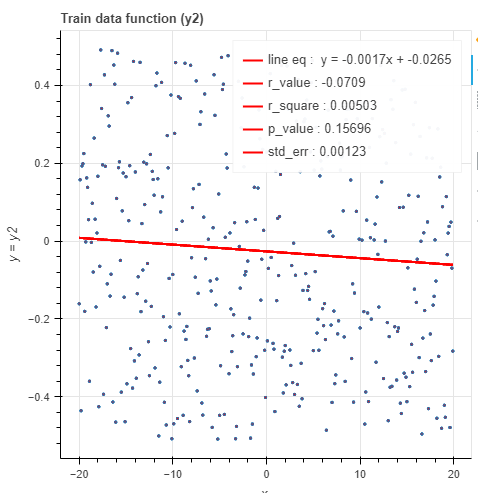 Train data function (y2)
line eq : y = -0.0017x + -0.0265
r_value : -0.0709
r_square : 0.00503
p_value : 0.15696
std_err : 0.00123
0.4
0.2
0
−0.2
−0.4
y = y2
−20
−10
0
10
20